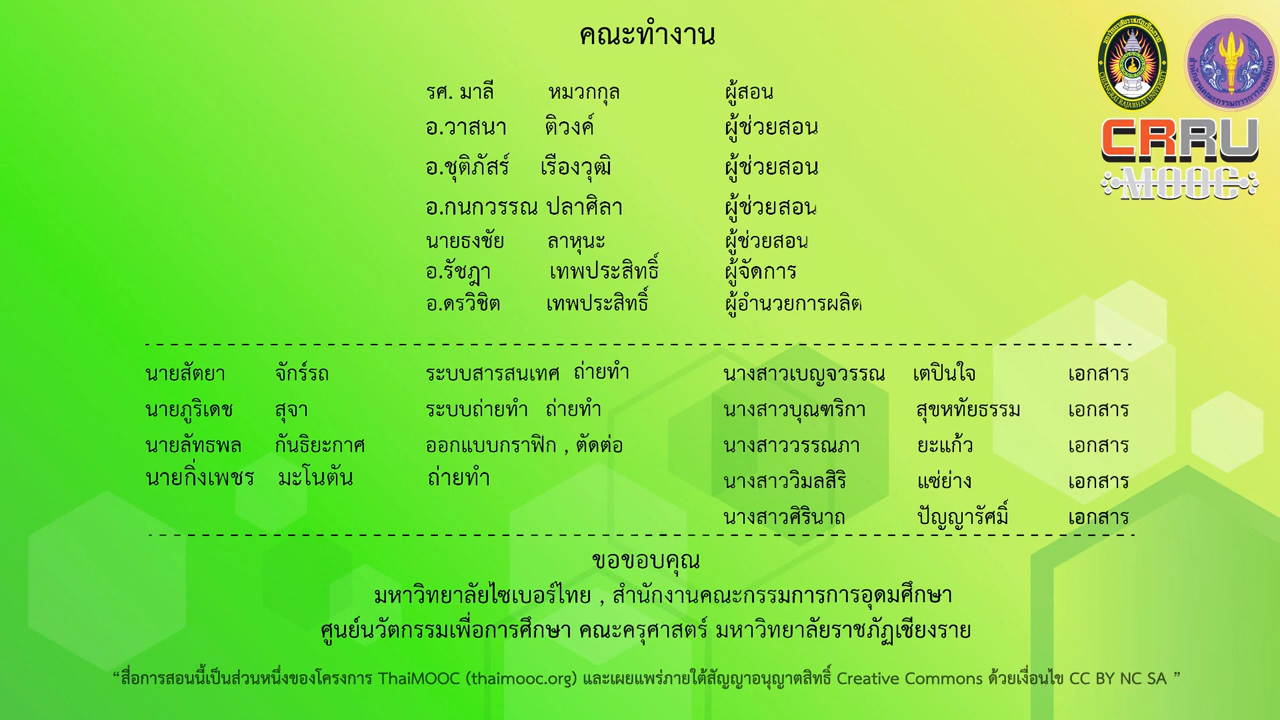 คณะทำงาน
รศ. มาลี หมวกกุล ผู้สอน
อ.วาสนา ติวงค์ ผู้ช่วยสอน
อ.ชุติภัสร์ เรืองวุฒิ ผู้ช่วยสอน
อ.กนกวรรณ ปลาศิลา ผู้ช่วยสอน
นายธงชัย ลาหุนะ ผู้ช่วยสอน
อ.รัชฎา เทพประสิทธิ์ ผู้จัดการ
อ.ดรวิชิต เทพประสิทธิ์ ผู้อำนวยการผลิต
CRRU
MOOC
นายสัตยา จักร์รถ ระบบสารสนเทศ ถ่ายทำ นางสาวเบญจวรรณ เตปินใจ เอกสาร
นายภูริเดช สุจา ระบบถ่ายทำ ถ่ายทำ นางสาวบุณฑริกา สุขหทัยธรรม เอกสาร
นายลัทธพล กันธิยะกาศ ออกแบบกราฟิก , ตัดต่อ นางสาววรรณภา ยะแก้ว เอกสาร
นายกิ่งเพชร มะโนตัน ถ่ายทำ นางสาววิมลสิริ แซ่ย่าง เอกสาร
นางสาวศิรินาถ ปัญญารัศมิ์ เอกสาร
ขอขอบคุณ
มหาวิทยาลัยไซเบอร์ไทย , สำนักงานคณะกรรมการการอุดมศึกษา
ศูนย์นวัตกรรมเพื่อการศึกษา คณะครุศาสตร์ มหาวิทยาลัยราชภัฏเชียงราย
“สื่อการสอนนี้เป็นส่วนหนึ่งของโครงการ ThaiMOOC (thaimooc.org) และเผยแพร่ภายใต้สัญญาอนุญาตสิทธิ์ Creative Commons ด้วยเงื่อนไข CC BY NC SA ”